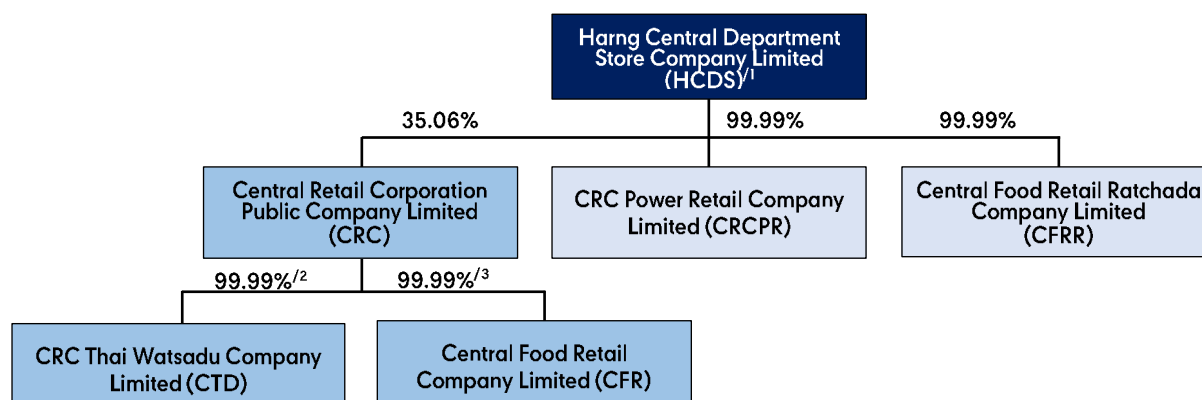 Harng Central Department
Store Company Limited
(HCDS)/1
35.06%
99.99%
99.99%
Central Retail Corporation
Public Company Limited
(CRC)
CRC Power Retail Company
Limited (CRCPR)
Central Food Retail Ratchada
Company Limited
(CFRR)
99.99%/2
99.99%/3
CRC Thai Watsadu Company
Limited (CTD)
Central Food Retail
Company Limited (CFR)